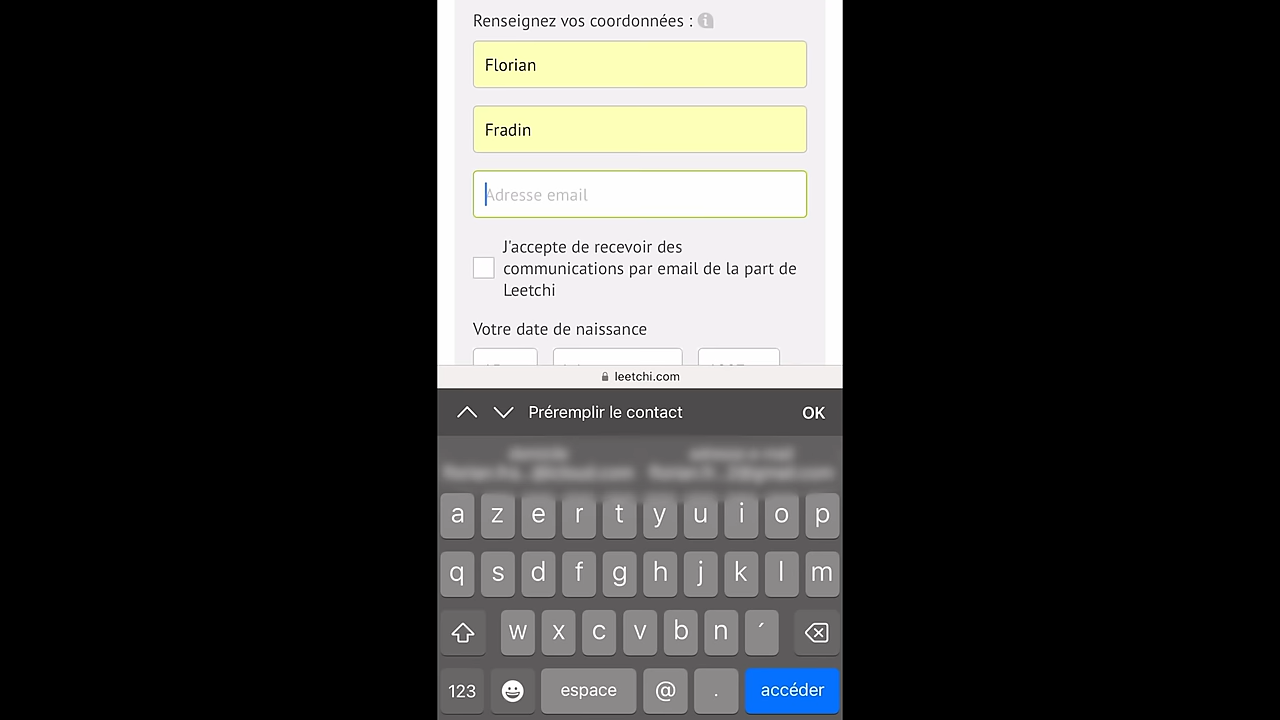 Renseignez vos coordonnées :
Florian
Fradin
Adresse email
J'accepte de recevoir des
communications par email de la part de
Leetchi
Votre date de naissance
leetchi.com
Préremplir le contact OK
a z e r t y u i o p
q s d f g h j k l m
w x c v b n ´
123 espace @ . accéder